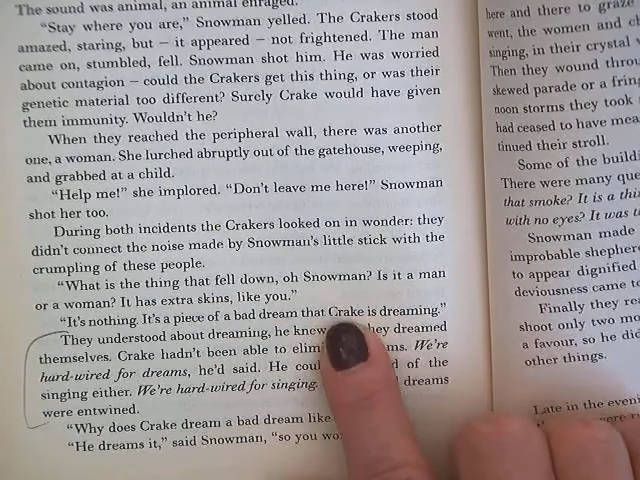 The sound was animal, an animal enraged.
"Stay where you are," Snowman yelled. The Crakers stood
amazed, staring, but – it appeared – not frightened. The man
came on, stumbled, fell. Snowman shot him. He was worried
about contagion – could the Crakers get this thing, or was their
genetic material too different? Surely Crake would have given
them immunity. Wouldn't he?
When they reached the peripheral wall, there was another
one, a woman. She lurched abruptly out of the gatehouse, weeping,
and grabbed at a child.
"Help me!" she implored. "Don't leave me here!" Snowman
shot her too.
During both incidents the Crakers looked on in wonder: they
didn't connect the noise made by Snowman's little stick with the
crumpling of these people.
"What is the thing that fell down, oh Snowman? Is it a man
or a woman? It has extra skins, like you."
"It's nothing. It's a piece of a bad dream that Crake is dreaming."
They understood about dreaming, he knew hey dreamed
themselves. Crake hadn't been able to elim ms. We're
hard-wired for dreams, he'd said. He cou d of the
singing either. We're hard-wired for singing. dreams
were entwined.
"Why does Crake dream a bad dream like
"He dreams it," said Snowman, "so you wo
here and there to graze
went, the women and c
singing, in their crystal
Then they wound throu
skewed parade or a frin
noon storms they took
had ceased to have mea
tinued their stroll.
Some of the buildi
There were many que
that smoke? It is a thi
with no eyes? It was
Snowman made
improbable shephe
to appear dignified
deviousness came to
Finally they rea
shoot only two mo
a favour, so he di
other things.
Late in the eveni